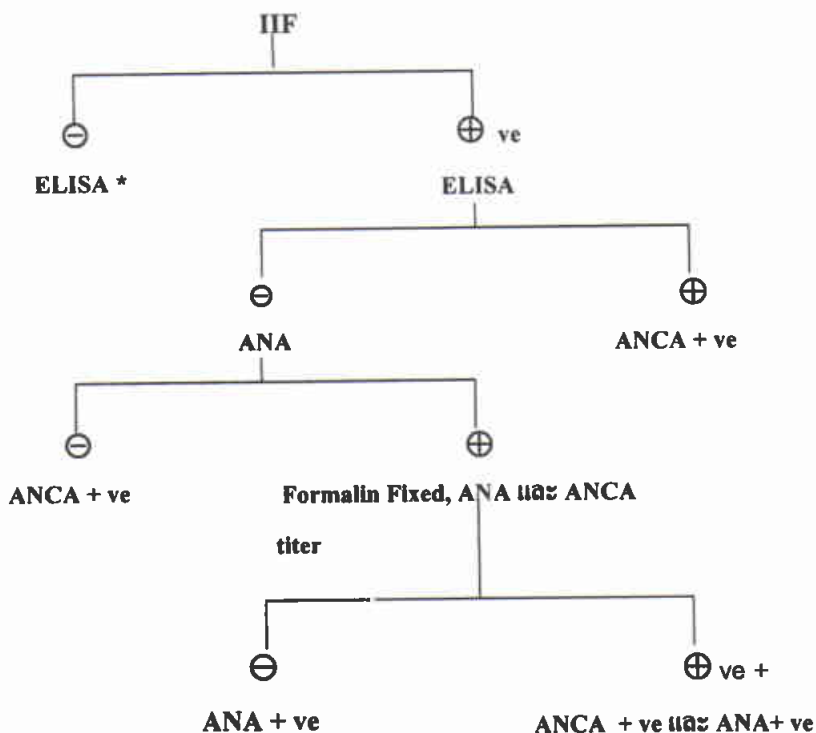 IIF
⊖ ⊕ ve
ELISA * ELISA
⊖ ⊕
ANA ANCA + ve
⊖ ⊕
ANCA + ve Formalin Fixed, ANA และ ANCA
titer
⊖ ⊕ ve +
ANA + ve ANCA + ve และ ANA+ ve